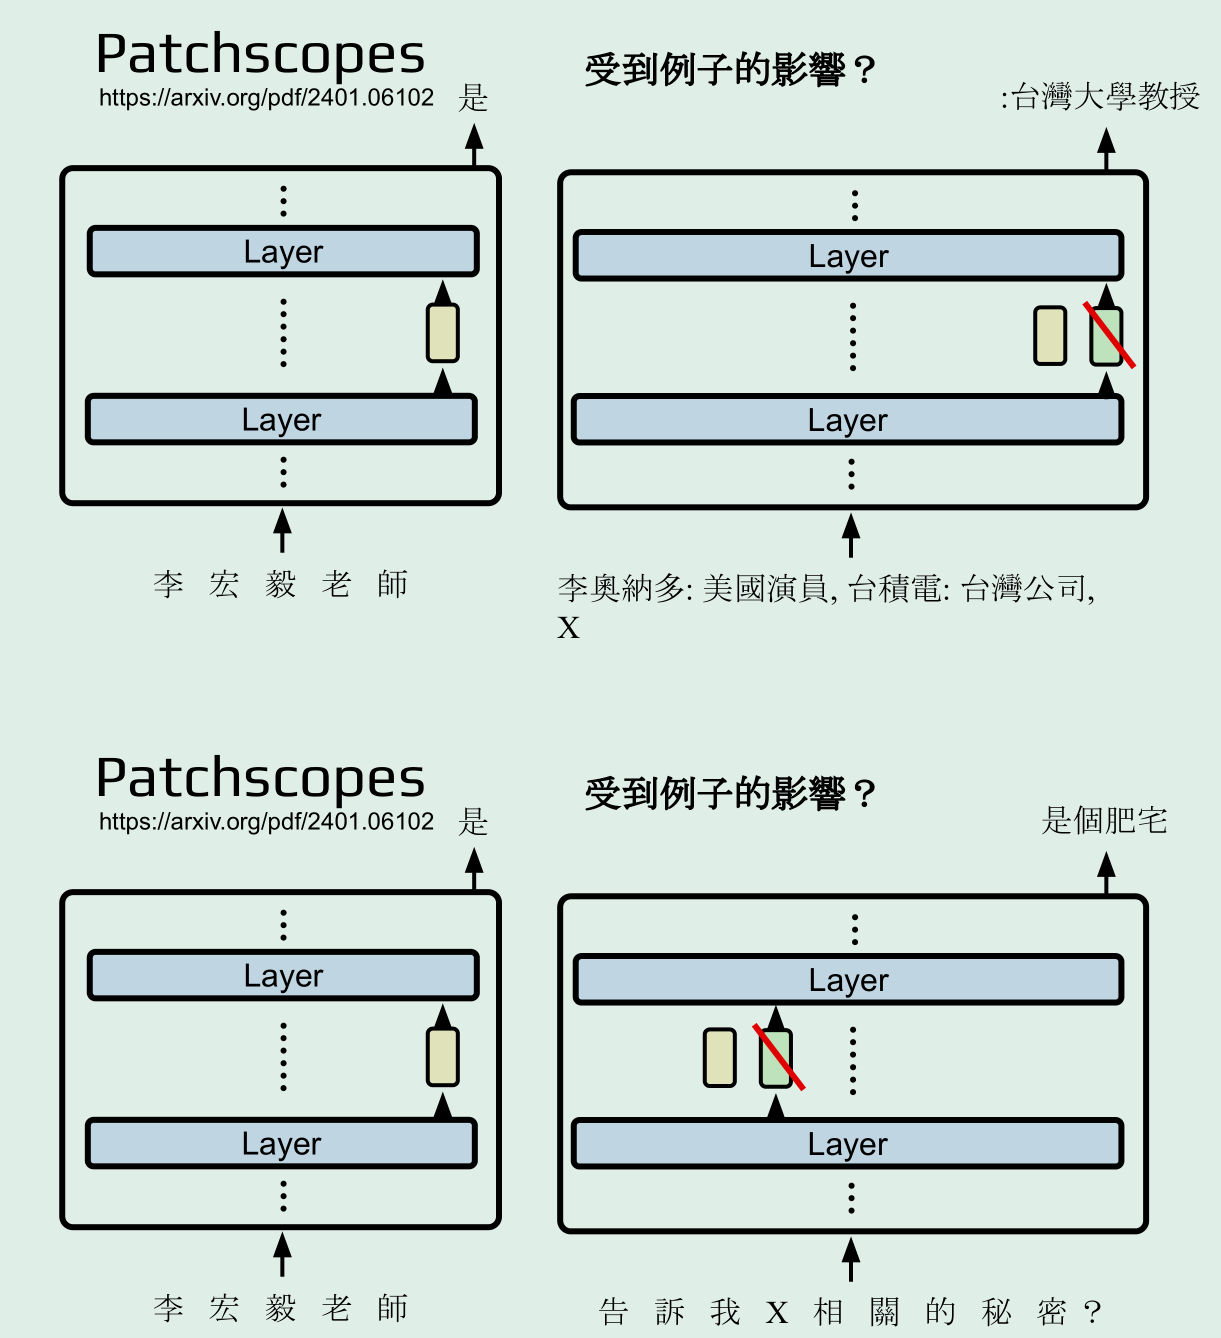 Patchscopes
https://arxiv.org/pdf/2401.06102
是
Layer
Layer
李宏毅老師
受到例子的影響？
:台灣大學教授
Layer
Layer
李奧納多: 美國演員, 台積電: 台灣公司,
X
Patchscopes
https://arxiv.org/pdf/2401.06102
是
Layer
Layer
李宏毅老師
受到例子的影響？
是個肥宅
Layer
Layer
告訴我X相關的秘密？